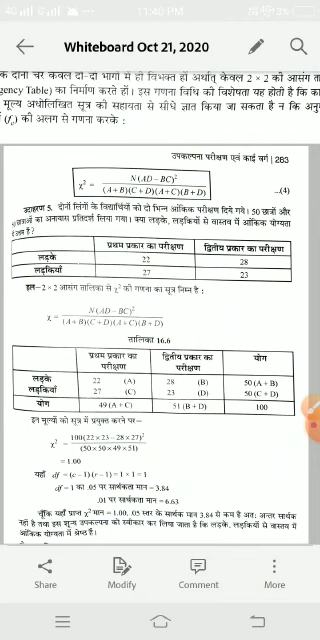 11:40 PM
Whiteboard Oct 21, 2020
क दोनों चर केवल दो-दो भागों में ही विभक्त हों अर्थात् केवल 2 × 2 की आसंग
gency Table) का निर्माण करते हों। इस गणना विधि की विशेषता यह होती है कि
मूल्य अधोलिखित सूत्र की सहायता से सीधे ज्ञात किया जा सकता है न कि
की अलग से गणना करके :
उपकल्पना परीक्षण एवं काई वर्ग | 263
χ² = N(AD – BC)² / (A+B)(C+D)(A+C)(B+D) ...(4)
उदाहरण 5. दोनों लिंगों के विद्यार्थियों को दो भिन्न आंकिक परीक्षण दिये गये। 50 छात्रों और
छात्राओं का अनायास प्रतिदर्श लिया गया। क्या लड़के, लड़कियों से वास्तव में आंकिक योग्यता
है?
प्रथम प्रकार का परीक्षण द्वितीय प्रकार का परीक्षण
लड़के 22 28
लड़कियाँ 27 23
हल–2 × 2 आसंग तालिका से χ² की गणना का सूत्र निम्न है :
χ = N(AD – BC)² / (A+B)(C+D)(A+C)(B+D)
तालिका 16.6
प्रथम प्रकार का परीक्षण द्वितीय प्रकार का परीक्षण योग
लड़के 22 (A) 28 (B) 50 (A + B)
लड़कियाँ 27 (C) 23 (D) 50 (C + D)
योग 49 (A + C) 51 (B + D) 100
इन मूल्यों को सूत्र में प्रयुक्त करने पर–
χ² = 100(22 × 23 – 28 × 27)² / (50 × 50 × 49 × 51)
= 1.00
यहाँ df = (c – 1) (r – 1) = 1 × 1 = 1
df = 1 का .05 पर सार्थकता मान = 3.84
.01 पर सार्थकता मान = 6.63
चूँकि यहाँ प्राप्त χ² मान = 1.00, .05 स्तर के सार्थक मान 3.84 से कम है अतः अन्तर सार्थक
नहीं है तथा इस शून्य उपकल्पना को स्वीकार कर लिया जाता है कि लड़के, लड़कियों से वास्तव में
आंकिक योग्यता में श्रेष्ठ हैं।
Share Modify Comment More